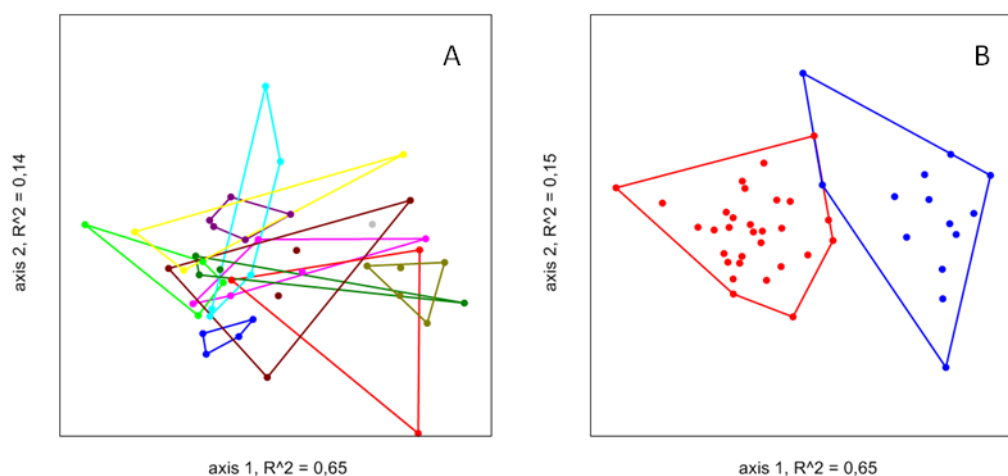 A
axis 2, R^2 = 0,14
axis 1, R^2 = 0,65
B
axis 2, R^2 = 0,15
axis 1, R^2 = 0,65